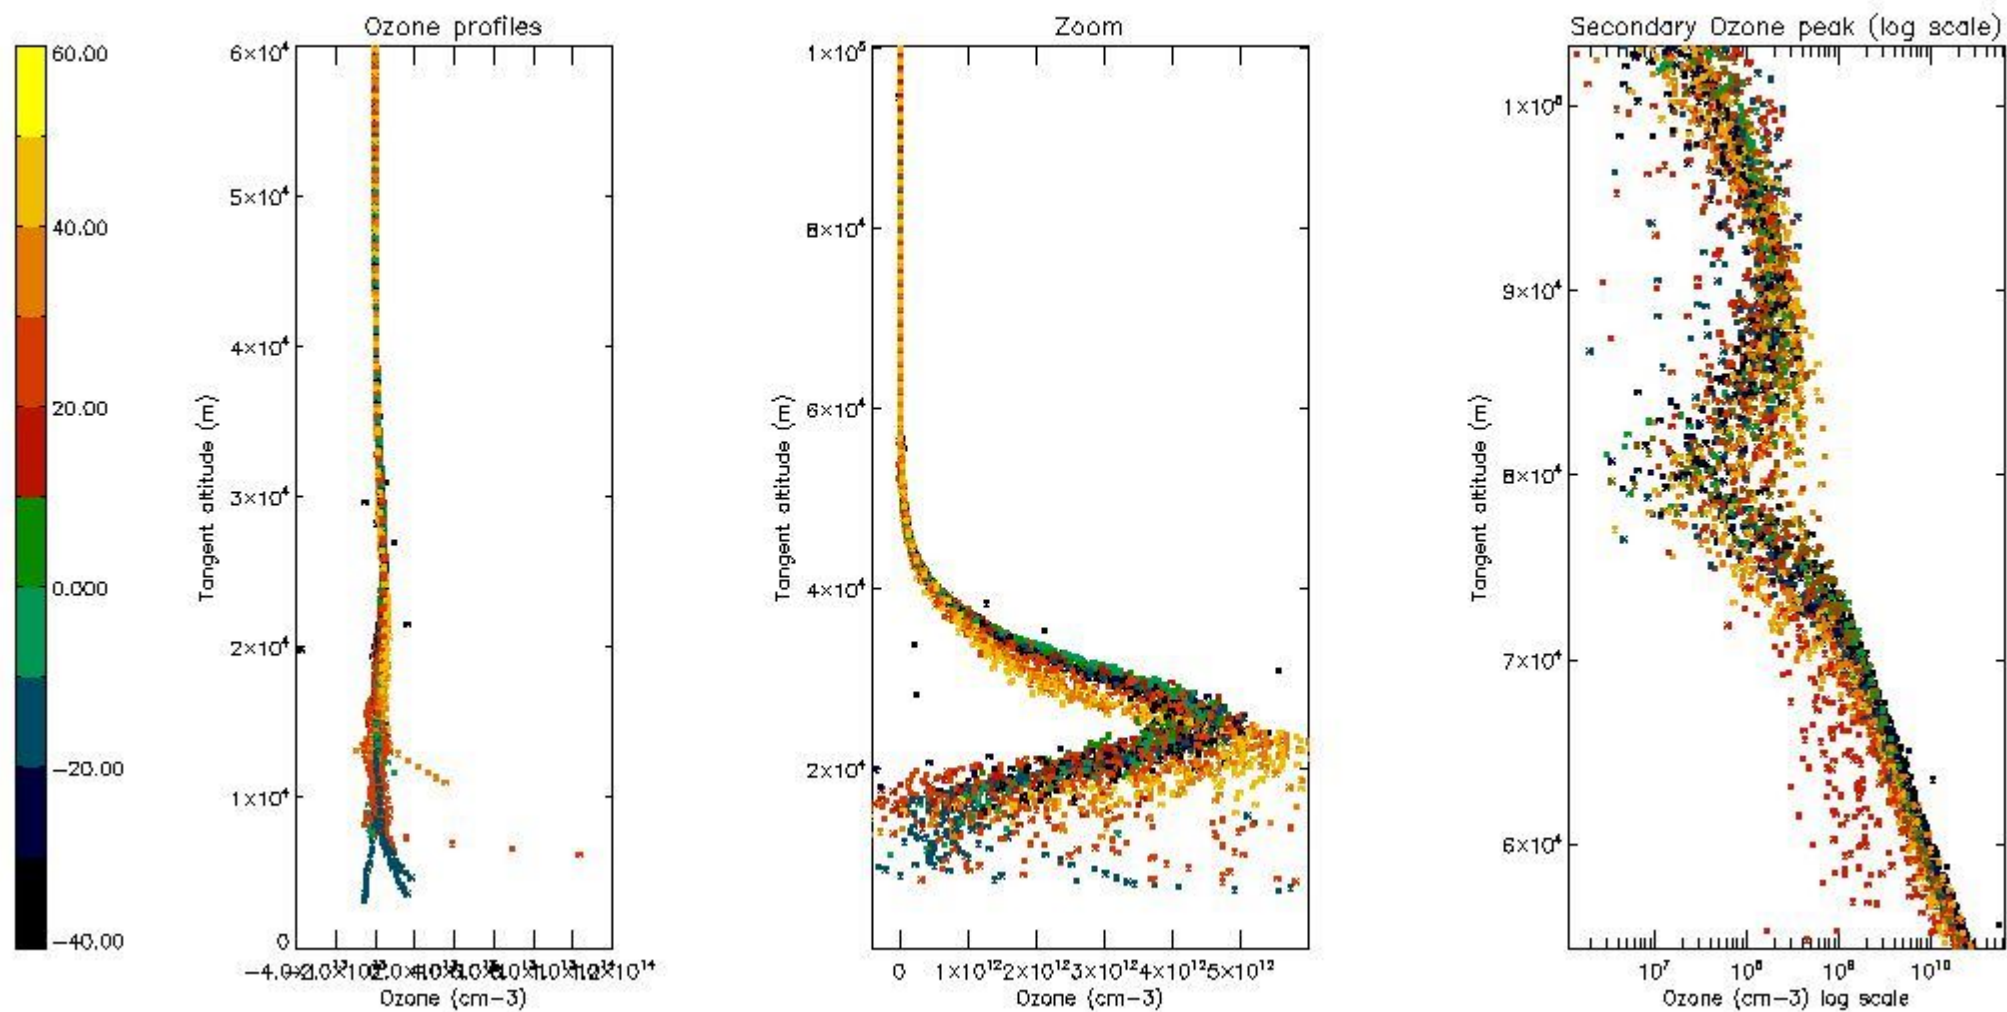 Ozone profiles
Zoom
Secondary Ozone peak (log scale)
60.00
40.00
20.00
0.000
−20.00
−40.00
6×10⁴
5×10⁴
4×10⁴
3×10⁴
2×10⁴
1×10⁴
0
Tangent altitude (m)
Ozone (cm−3)
1×10⁵
8×10⁴
6×10⁴
4×10⁴
2×10⁴
Tangent altitude (m)
0 1×10¹² 2×10¹² 3×10¹² 4×10¹² 5×10¹²
Ozone (cm−3)
9×10⁴
8×10⁴
7×10⁴
6×10⁴
Tangent altitude (m)
10⁷ 10⁸ 10⁹ 10¹⁰
Ozone (cm−3) log scale